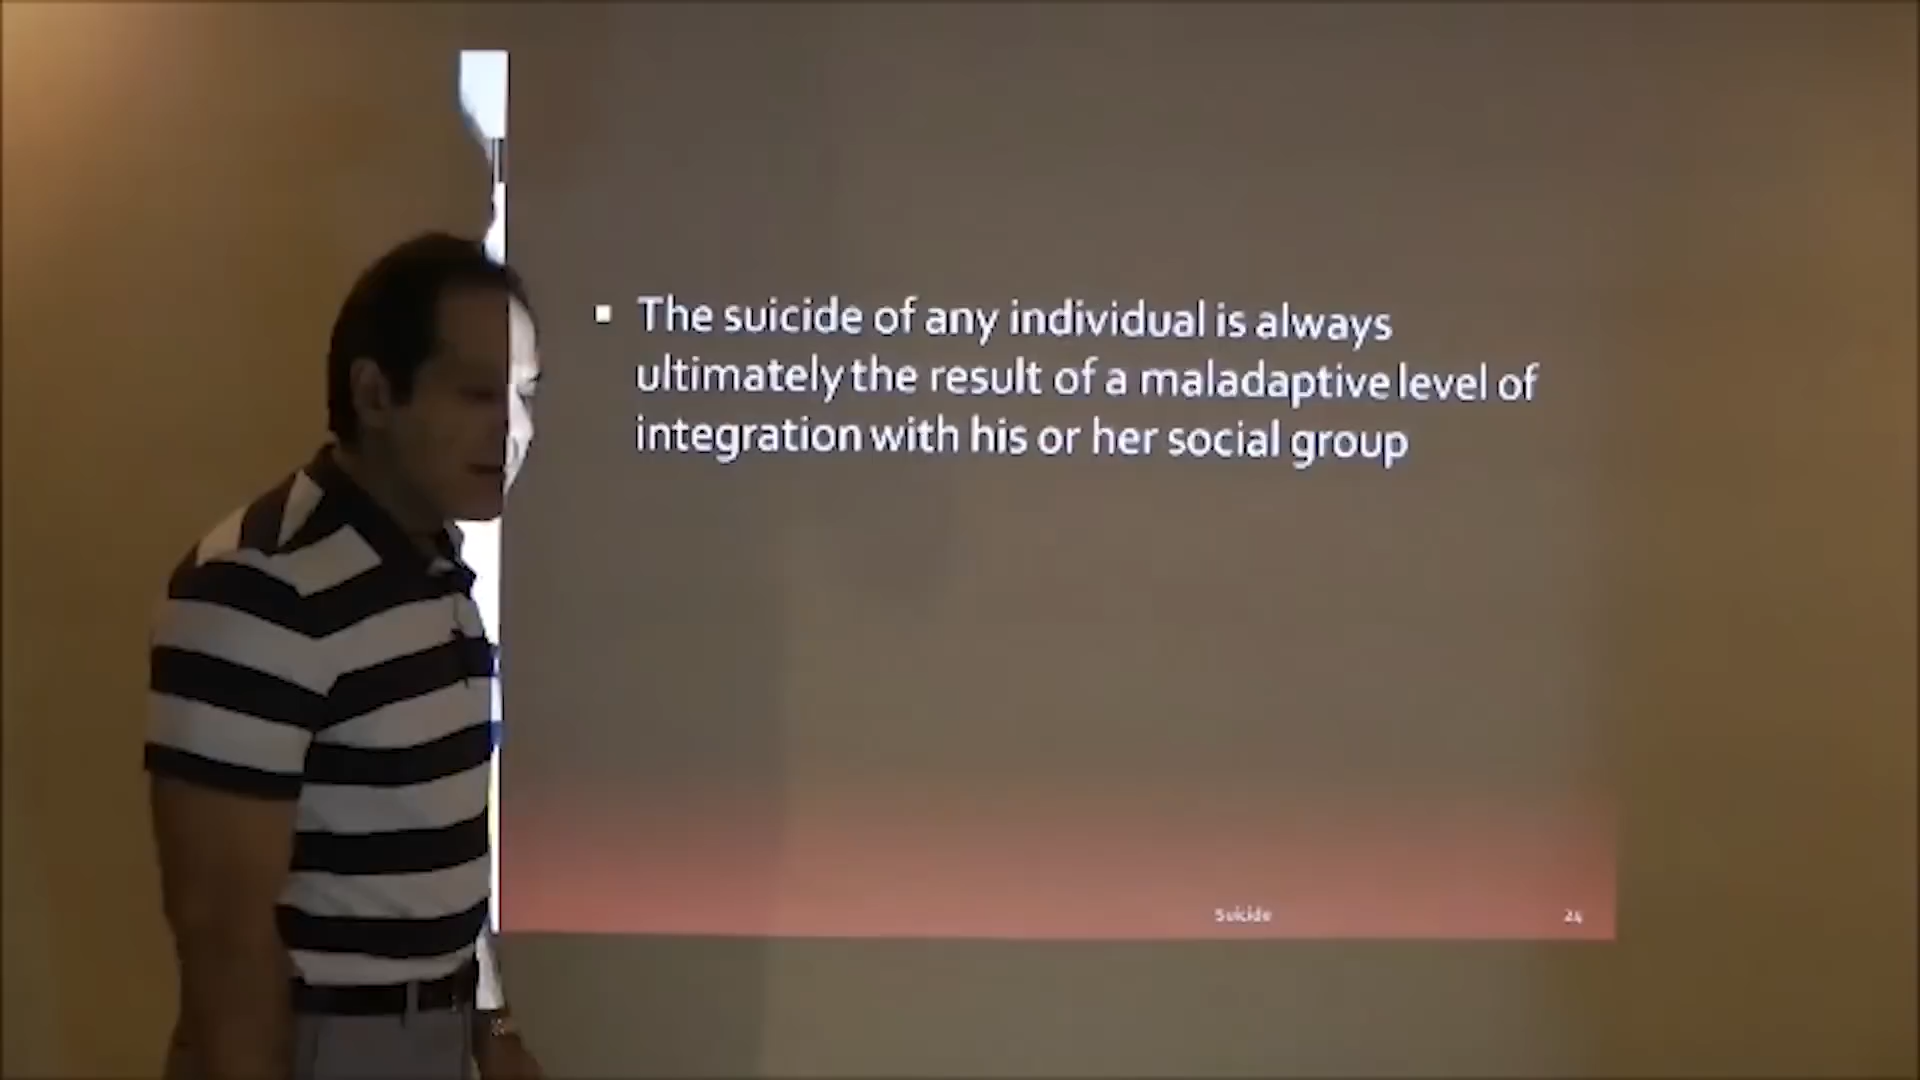 The suicide of any individual is always
ultimately the result of a maladaptive level of
integration with his or her social group
Suicide
24